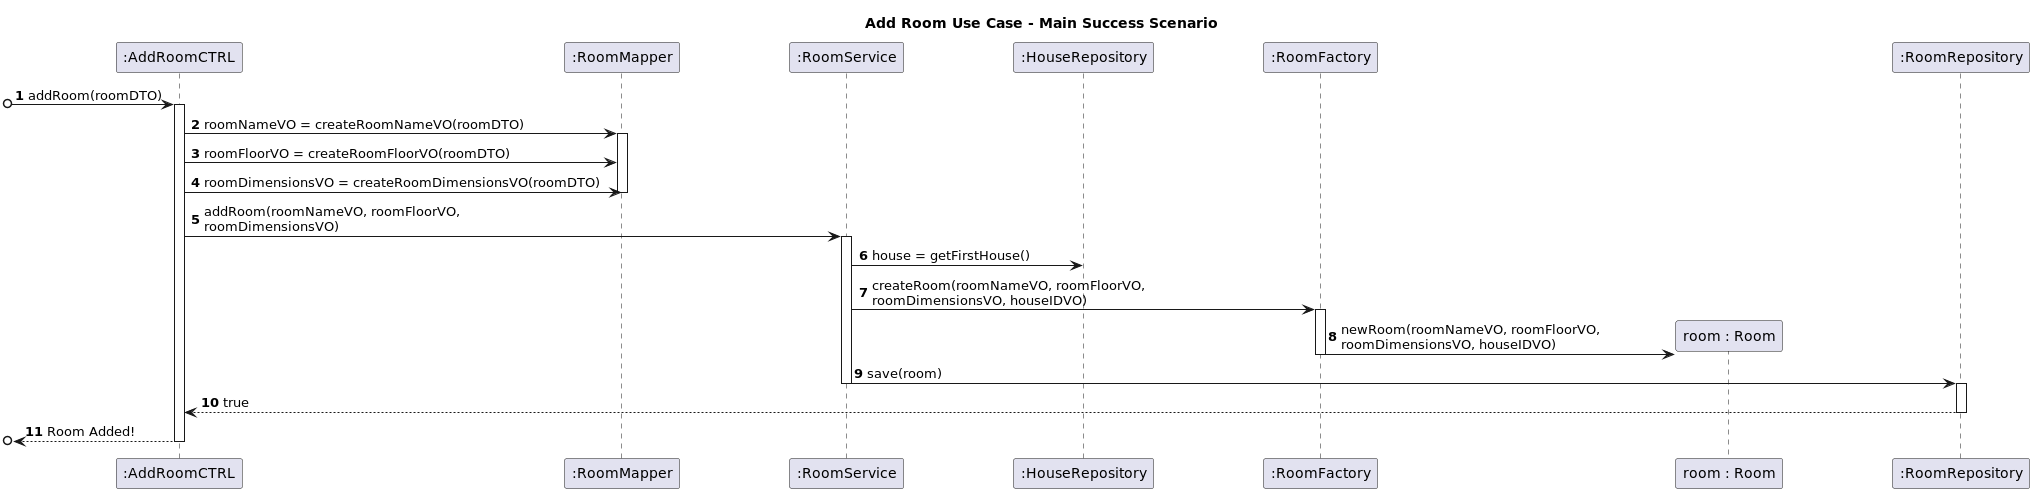 Add Room Use Case - Main Success Scenario
:AddRoomCTRL
:RoomMapper
:RoomService
:HouseRepository
:RoomFactory
:RoomRepository
1 addRoom(roomDTO)
2 roomNameVO = createRoomNameVO(roomDTO)
3 roomFloorVO = createRoomFloorVO(roomDTO)
4 roomDimensionsVO = createRoomDimensionsVO(roomDTO)
5 addRoom(roomNameVO, roomFloorVO,
roomDimensionsVO)
6 house = getFirstHouse()
7 createRoom(roomNameVO, roomFloorVO,
roomDimensionsVO, houseIDVO)
8 newRoom(roomNameVO, roomFloorVO,
roomDimensionsVO, houseIDVO)
room : Room
9 save(room)
10 true
11 Room Added!
:AddRoomCTRL
:RoomMapper
:RoomService
:HouseRepository
:RoomFactory
room : Room
:RoomRepository